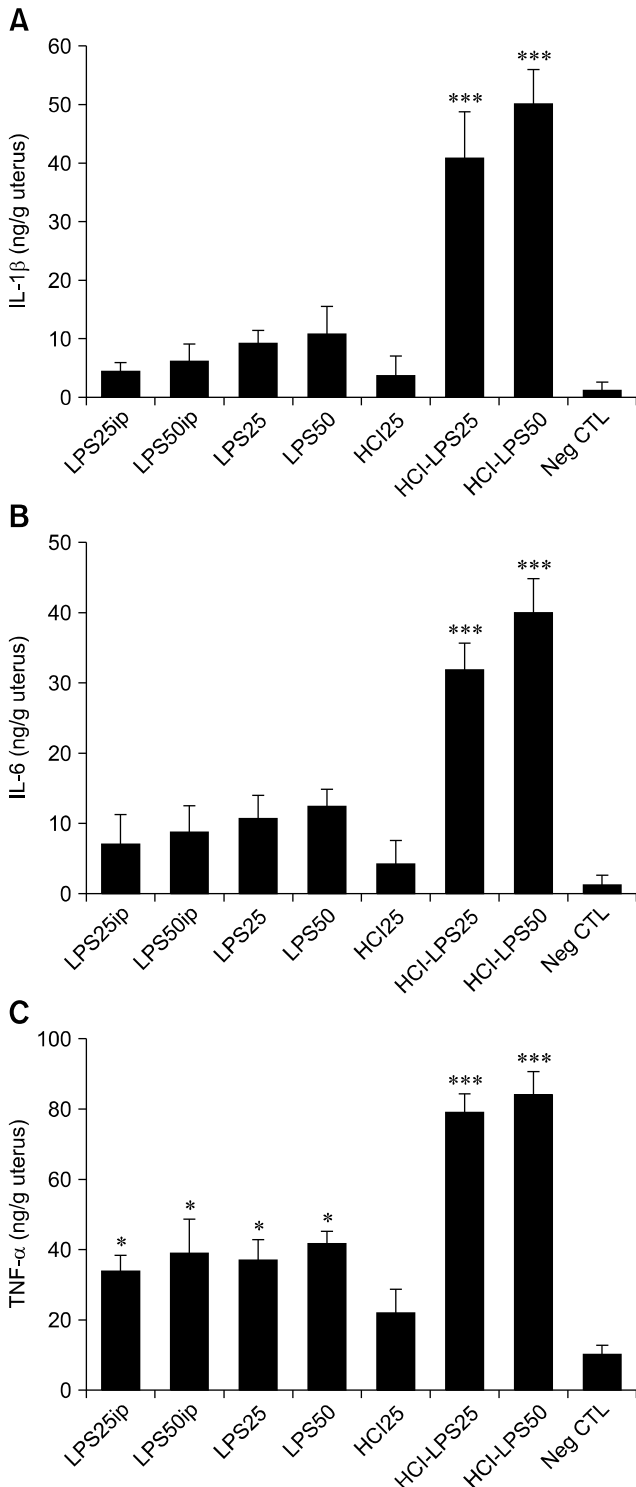 A
60
50
40
30
20
10
0
IL-1β (ng/g uterus)
***
***
LPS25ip
LPS50ip
LPS25
LPS50
HCl25
HCl-LPS25
HCl-LPS50
Neg CTL
B
50
40
30
20
10
0
IL-6 (ng/g uterus)
***
***
LPS25ip
LPS50ip
LPS25
LPS50
HCl25
HCl-LPS25
HCl-LPS50
Neg CTL
C
100
80
60
40
20
0
TNF-α (ng/g uterus)
*
*
*
*
***
***
LPS25ip
LPS50ip
LPS25
LPS50
HCl25
HCl-LPS25
HCl-LPS50
Neg CTL